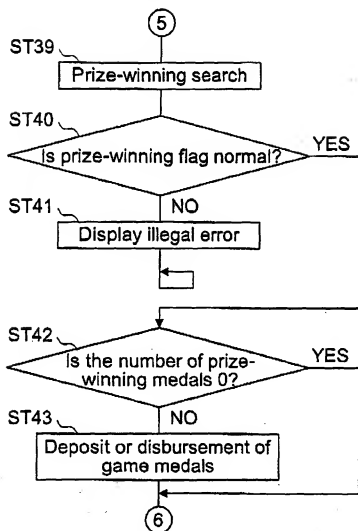 5
ST39
Prize-winning search
ST40
Is prize-winning flag normal?
YES
NO
ST41
Display illegal error
ST42
Is the number of prize-
winning medals 0?
YES
NO
ST43
Deposit or disbursement of
game medals
6